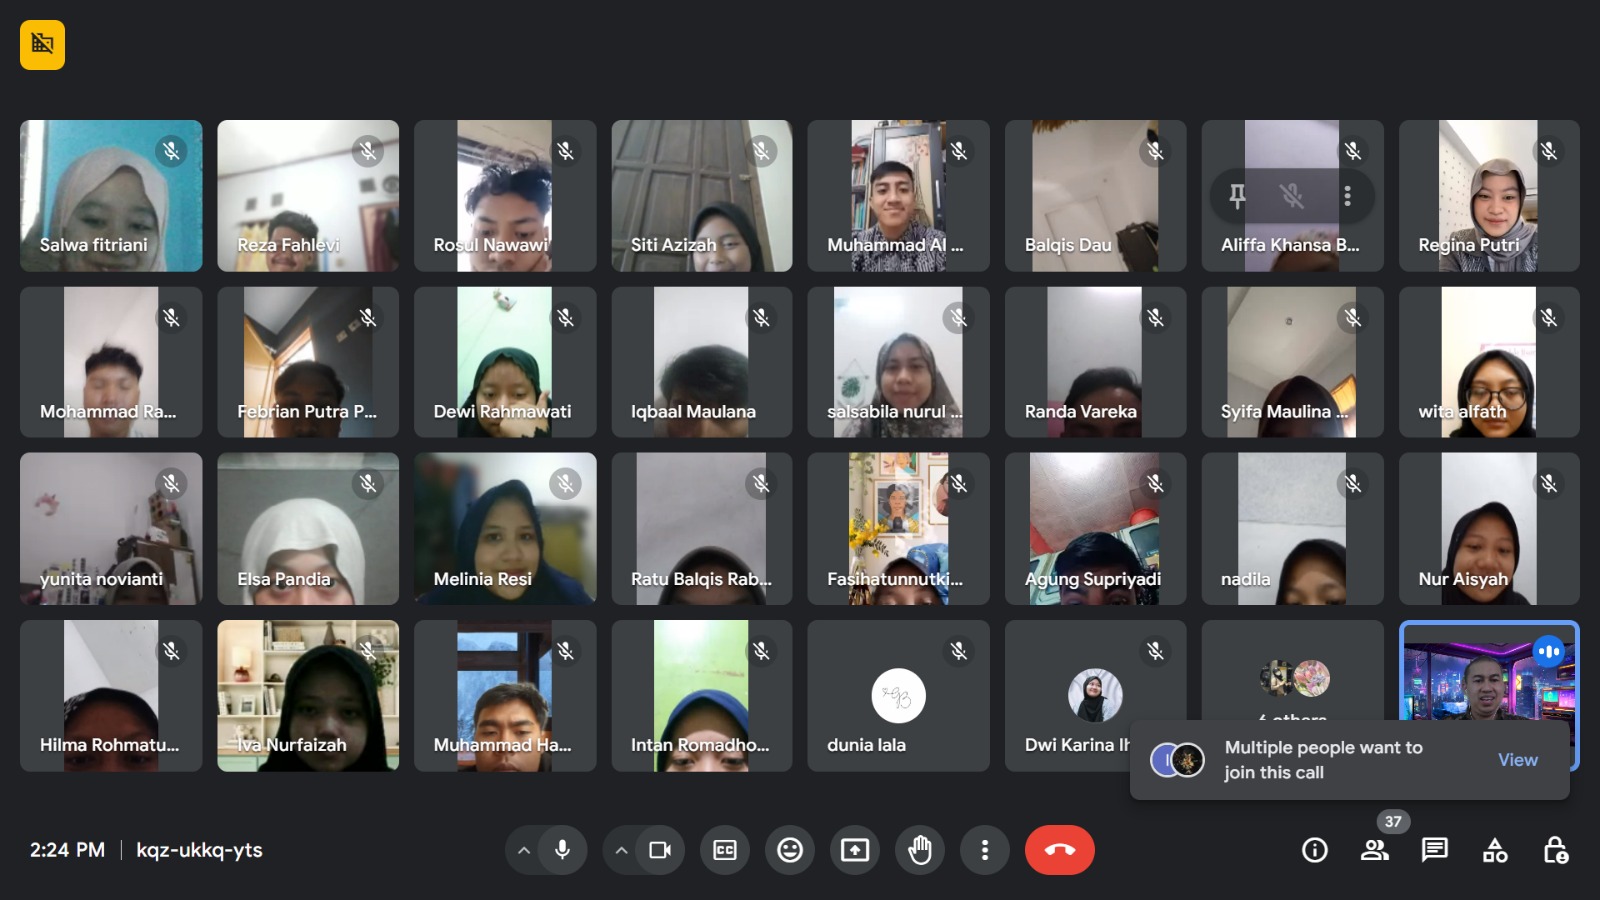 Salwa fitriani
Reza Fahlevi
Rosul Nawawi
Siti Azizah
Muhammad Al ...
Balqis Dau
Aliffa Khansa B...
Regina Putri
Mohammad Ra...
Febrian Putra P...
Dewi Rahmawati
Iqbaal Maulana
salsabila nurul ...
Randa Vareka
Syifa Maulina ...
wita alfath
yunita novianti
Elsa Pandia
Melinia Resi
Ratu Balqis Rab...
Fasihatunnutki...
Agung Supriyadi
nadila
Nur Aisyah
Hilma Rohmatu...
Iva Nurfaizah
Muhammad Ha...
Intan Romadho...
dunia lala
Dwi Karina
6 others
Multiple people want to
join this call
View
37
2:24 PM | kqz-ukkq-yts
CC